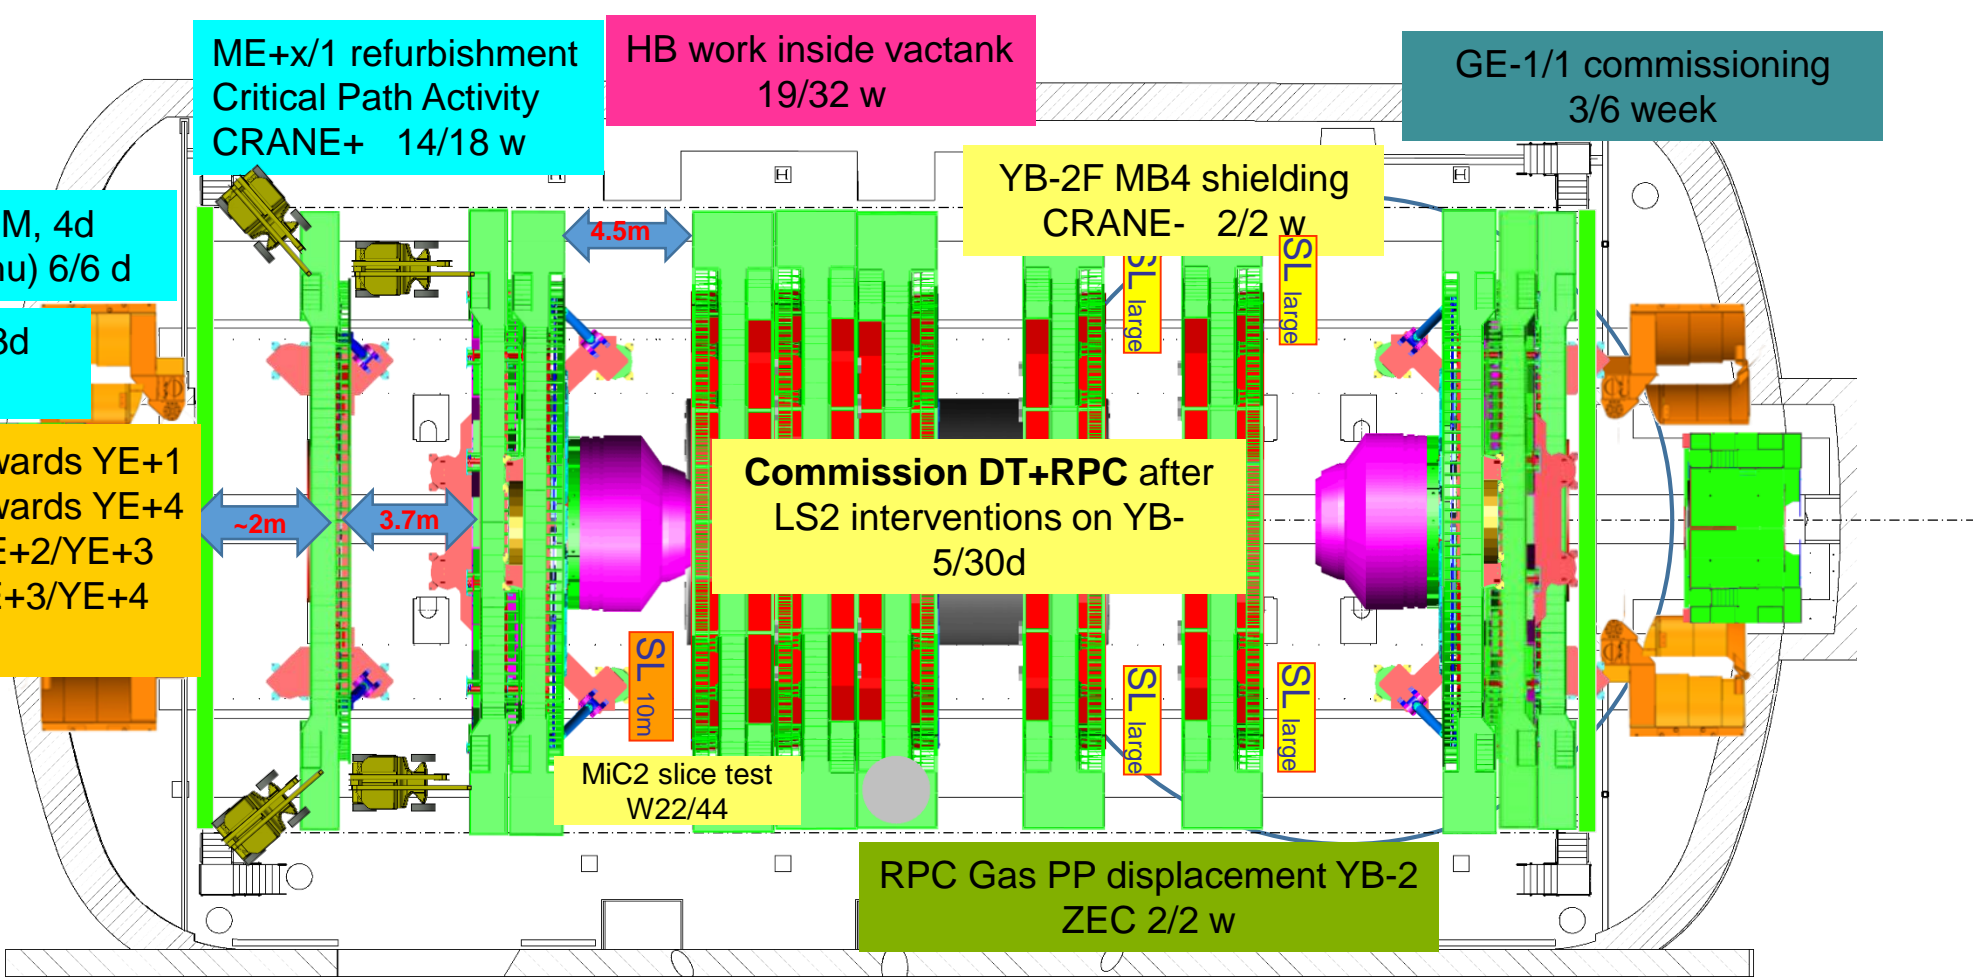 ME+x/1 refurbishment
Critical Path Activity
CRANE+ 14/18 w
HB work inside vactank
19/32 w
GE-1/1 commissioning
3/6 week
YB-2F MB4 shielding
CRANE- 2/2 w
M, 4d
6/6 d
4.5m
SL large
SL large
wards YE+1
wards YE+4
E+2/YE+3
E+3/YE+4
~2m
3.7m
Commission DT+RPC after
LS2 interventions on YB-
5/30d
SL 10m
SL large
SL large
MiC2 slice test
W22/44
RPC Gas PP displacement YB-2
ZEC 2/2 w
H
H
H